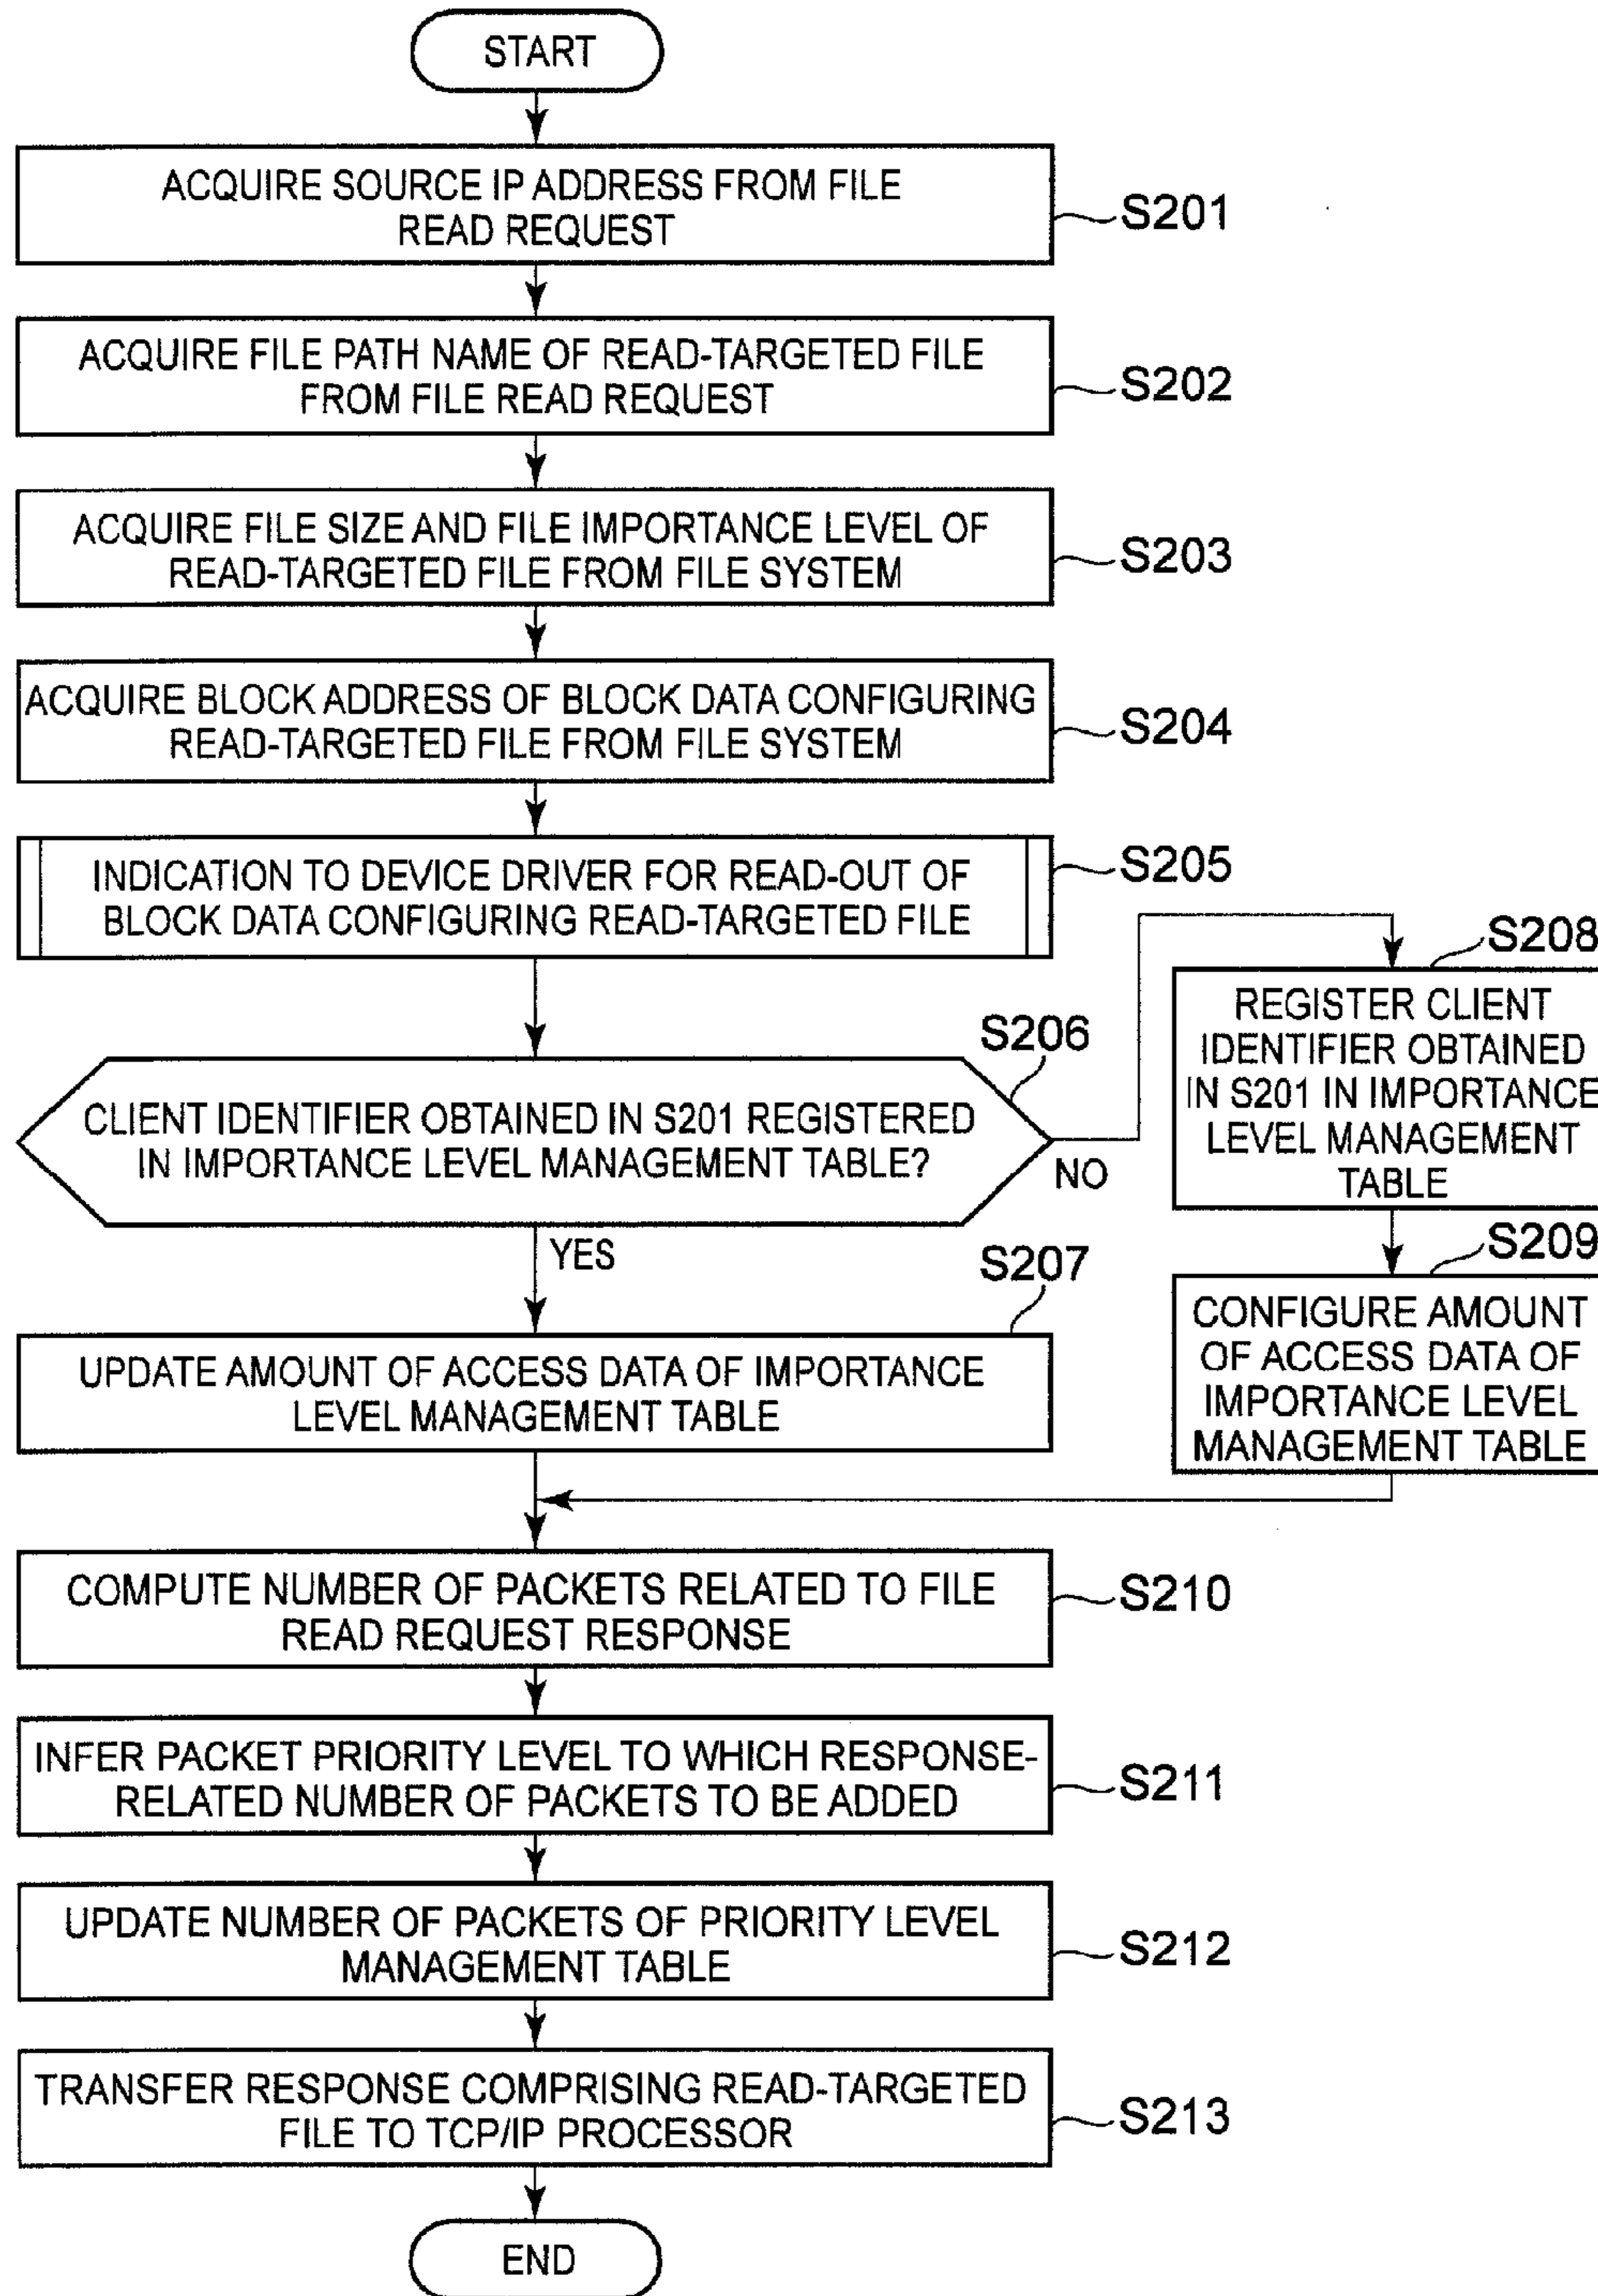 START
ACQUIRE SOURCE IP ADDRESS FROM FILE
READ REQUEST
S201
ACQUIRE FILE PATH NAME OF READ-TARGETED FILE
FROM FILE READ REQUEST
S202
ACQUIRE FILE SIZE AND FILE IMPORTANCE LEVEL OF
READ-TARGETED FILE FROM FILE SYSTEM
S203
ACQUIRE BLOCK ADDRESS OF BLOCK DATA CONFIGURING
READ-TARGETED FILE FROM FILE SYSTEM
S204
INDICATION TO DEVICE DRIVER FOR READ-OUT OF
BLOCK DATA CONFIGURING READ-TARGETED FILE
S205
S206
CLIENT IDENTIFIER OBTAINED IN S201 REGISTERED
IN IMPORTANCE LEVEL MANAGEMENT TABLE?
NO
YES
S208
REGISTER CLIENT
IDENTIFIER OBTAINED
IN S201 IN IMPORTANCE
LEVEL MANAGEMENT
TABLE
S207
UPDATE AMOUNT OF ACCESS DATA OF IMPORTANCE
LEVEL MANAGEMENT TABLE
S209
CONFIGURE AMOUNT
OF ACCESS DATA OF
IMPORTANCE LEVEL
MANAGEMENT TABLE
COMPUTE NUMBER OF PACKETS RELATED TO FILE
READ REQUEST RESPONSE
S210
INFER PACKET PRIORITY LEVEL TO WHICH RESPONSE-
RELATED NUMBER OF PACKETS TO BE ADDED
S211
UPDATE NUMBER OF PACKETS OF PRIORITY LEVEL
MANAGEMENT TABLE
S212
TRANSFER RESPONSE COMPRISING READ-TARGETED
FILE TO TCP/IP PROCESSOR
S213
END